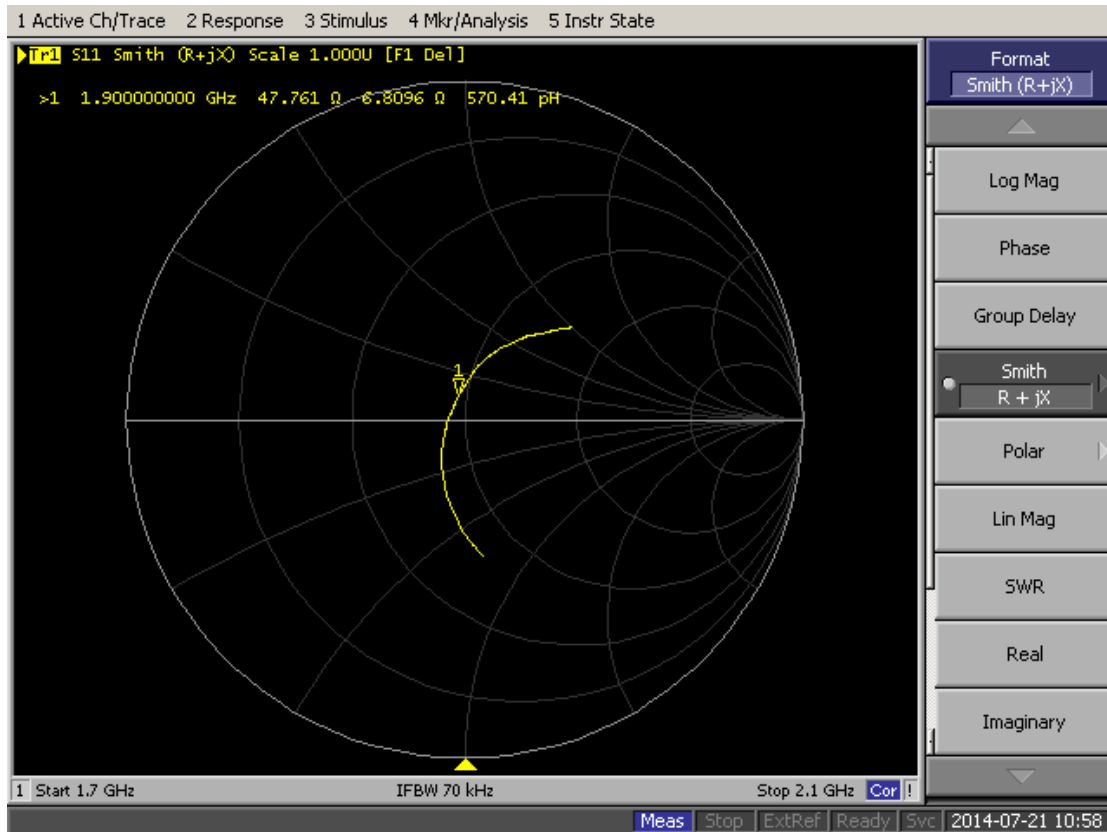 1 Active Ch/Trace 2 Response 3 Stimulus 4 Mkr/Analysis 5 Instr State
Tr1 S11 Smith (R+jX) Scale 1.000U [F1 Del]
>1 1.900000000 GHz 47.761 Ω 6.8096 Ω 570.41 pH
1
1 Start 1.7 GHz IFBW 70 kHz Stop 2.1 GHz Cor !
Format
Smith (R+jX)
Log Mag
Phase
Group Delay
Smith
R + jX
Polar
Lin Mag
SWR
Real
Imaginary
Meas Stop ExtRef Ready Svc 2014-07-21 10:58